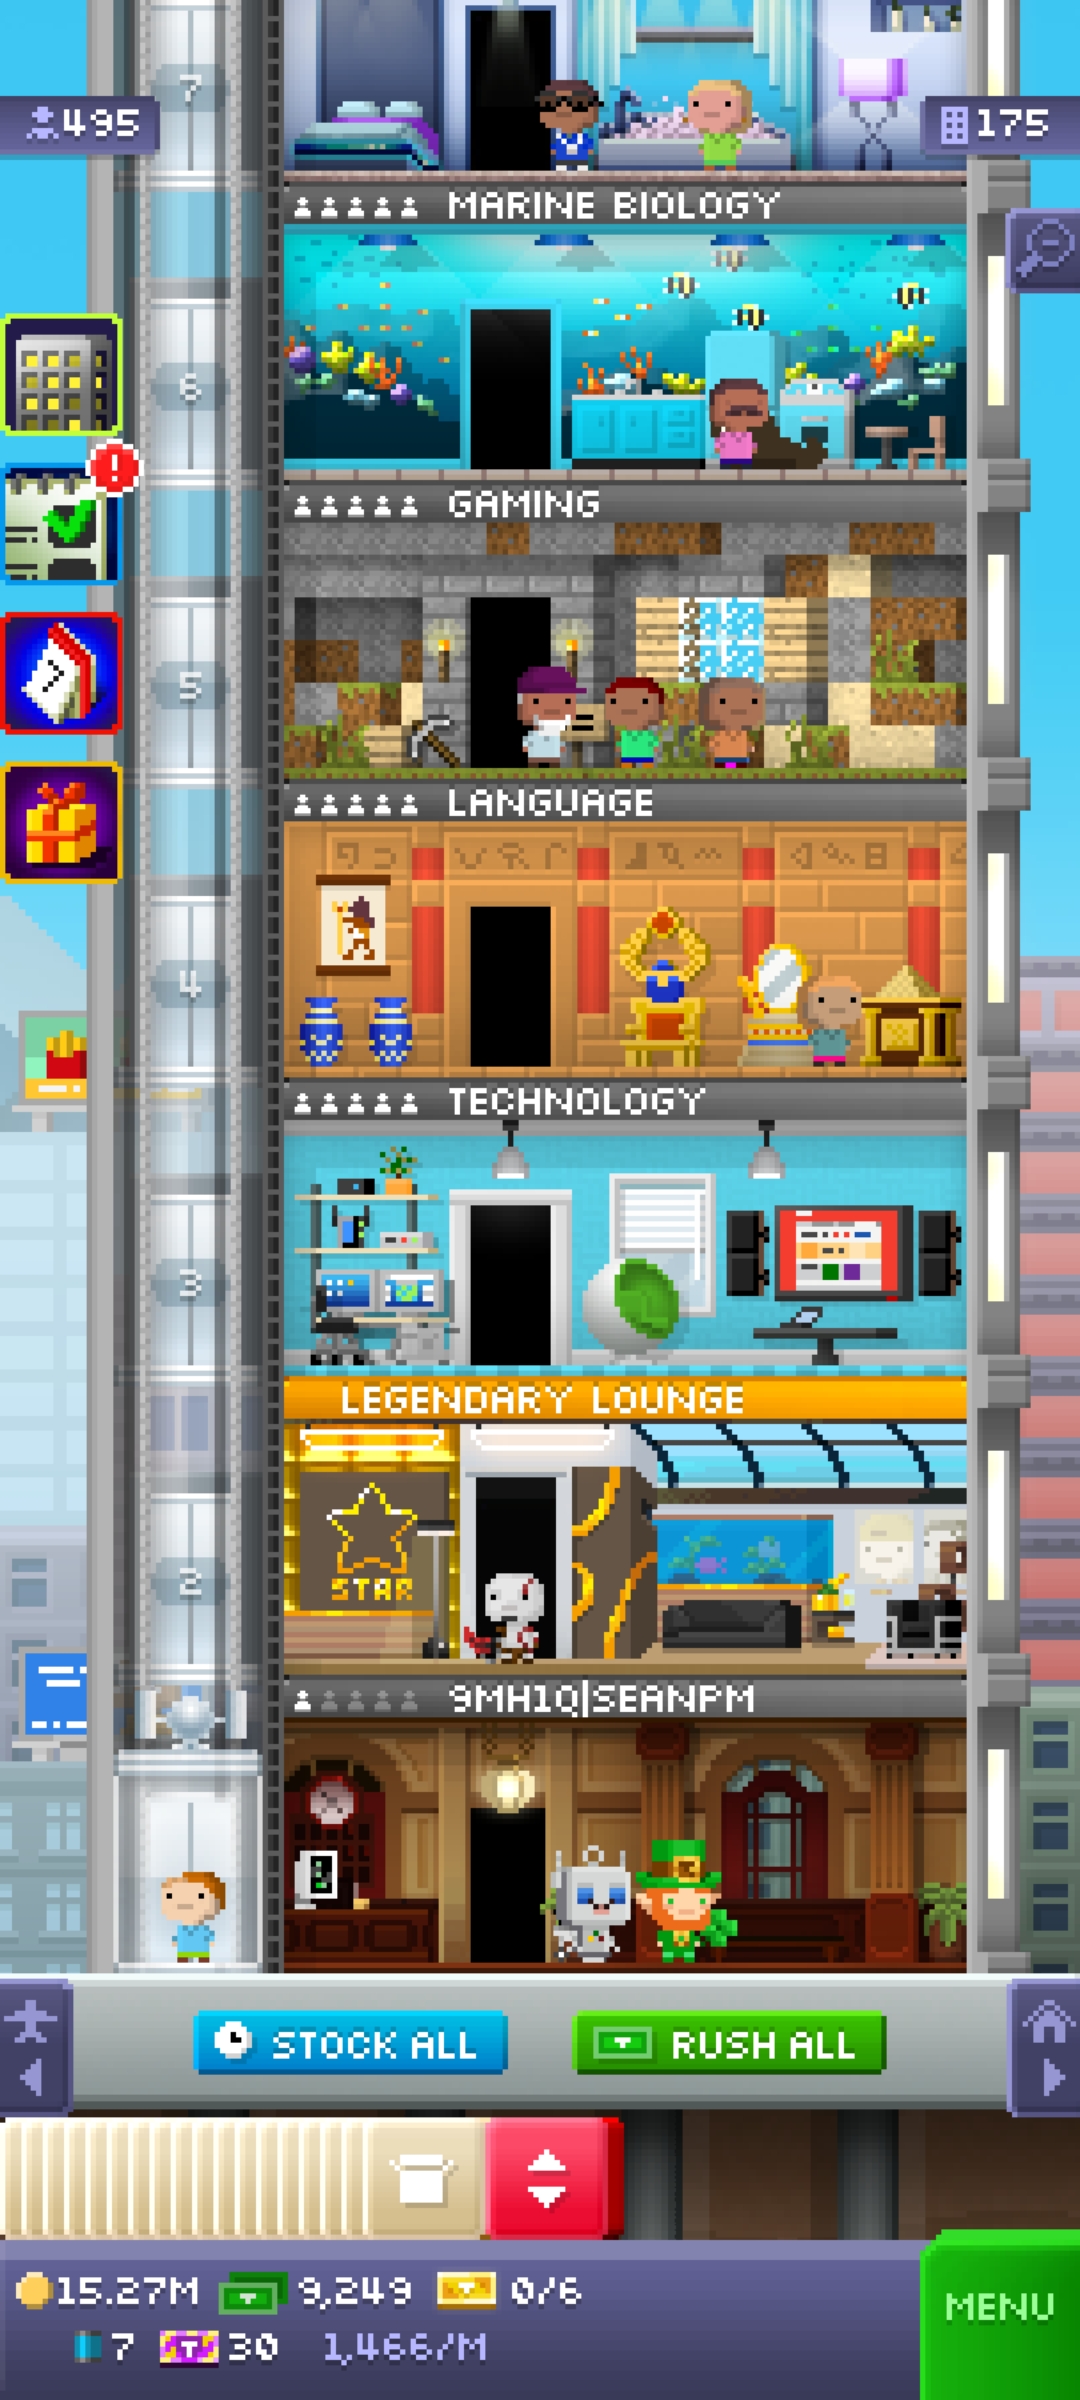 7
495
175
MARINE BIOLOGY
6
GAMING
5
LANGUAGE
4
TECHNOLOGY
3
LEGENDARY LOUNGE
STAR
2
9MH1Q|SEANPM
STOCK ALL
RUSH ALL
15.27M 9,249 0/6
7 30 1,466/M
MENU